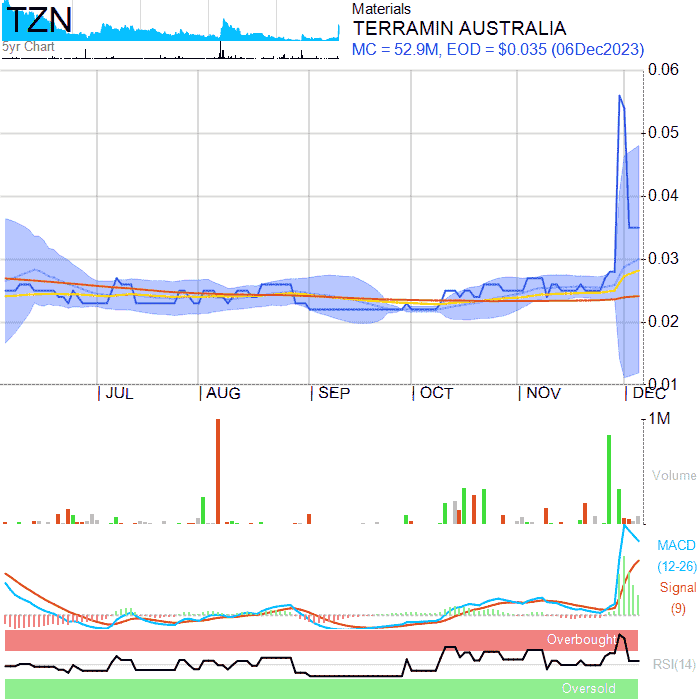 TZN
5yr Chart
Materials
TERRAMIN AUSTRALIA
MC = 52.9M, EOD = $0.035 (06Dec2023)
0.06
0.05
0.04
0.03
0.02
0.01
JUL
AUG
SEP
OCT
NOV
DEC
1M
Volume
MACD
(12-26)
Signal
(9)
Overbought
RSI(14)
Oversold